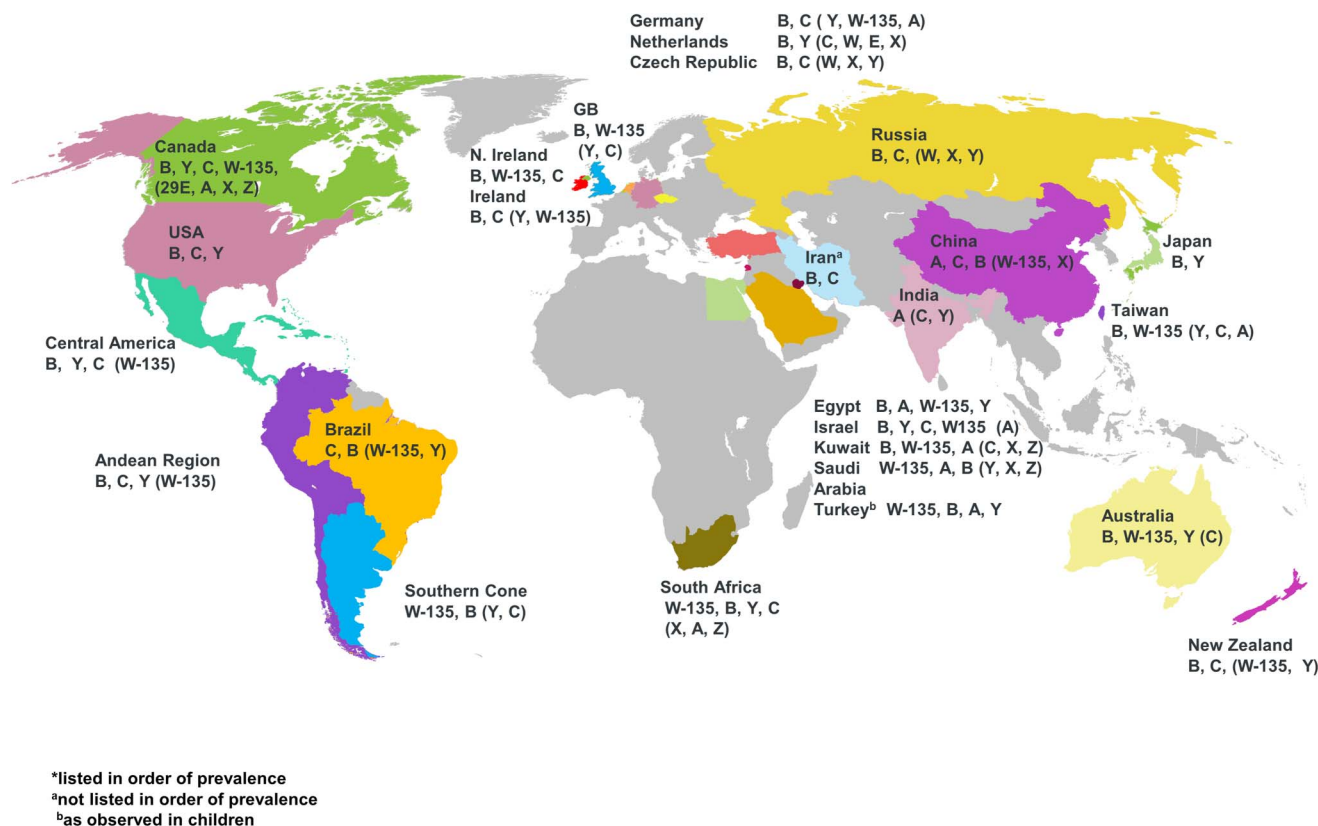 Germany B, C ( Y, W-135, A)
Netherlands B, Y (C, W, E, X)
Czech Republic B, C (W, X, Y)
GB
B, W-135
(Y, C)
Russia
B, C, (W, X, Y)
Canada
B, Y, C, W-135,
(29E, A, X, Z)
N. Ireland
B, W-135, C
Ireland
B, C (Y, W-135)
USA
B, C, Y
China
A, C, B (W-135, X)
Japan
B, Y
Iranᵃ
B, C
India
A (C, Y)
Taiwan
B, W-135 (Y, C, A)
Central America
B, Y, C (W-135)
Egypt B, A, W-135, Y
Israel B, Y, C, W135 (A)
Kuwait B, W-135, A (C, X, Z)
Saudi W-135, A, B (Y, X, Z)
Arabia
Turkeyᵇ W-135, B, A, Y
Brazil
C, B (W-135, Y)
Andean Region
B, C, Y (W-135)
Australia
B, W-135, Y (C)
Southern Cone
W-135, B (Y, C)
South Africa
W-135, B, Y, C
(X, A, Z)
New Zealand
B, C, (W-135, Y)
*listed in order of prevalence
ᵃnot listed in order of prevalence
ᵇas observed in children